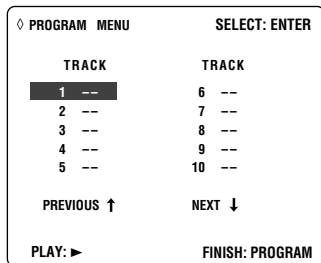 ◊ PROGRAM MENU SELECT: ENTER
TRACK TRACK
1 -- 6 --
2 -- 7 --
3 -- 8 --
4 -- 9 --
5 -- 10 --
PREVIOUS ↑ NEXT ↓
PLAY: ► FINISH: PROGRAM